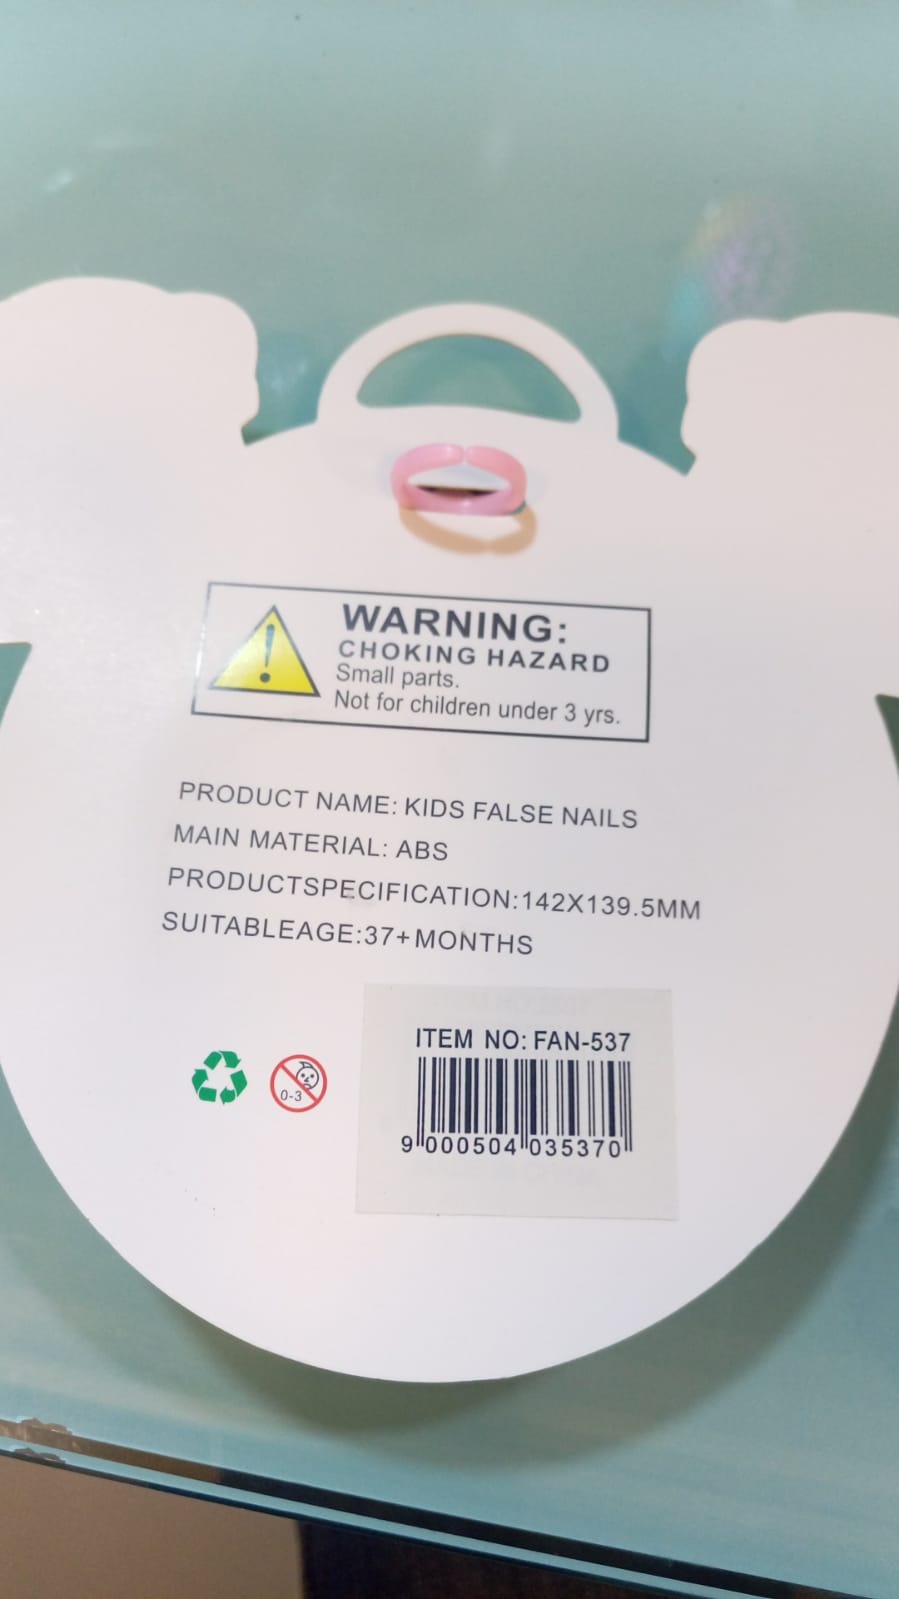 WARNING:
CHOKING HAZARD
Small parts.
Not for children under 3 yrs.
PRODUCT NAME: KIDS FALSE NAILS
MAIN MATERIAL: ABS
PRODUCTSPECIFICATION:142X139.5MM
SUITABLEAGE:37+MONTHS
0-3
ITEM NO: FAN-537
9 000504 035370